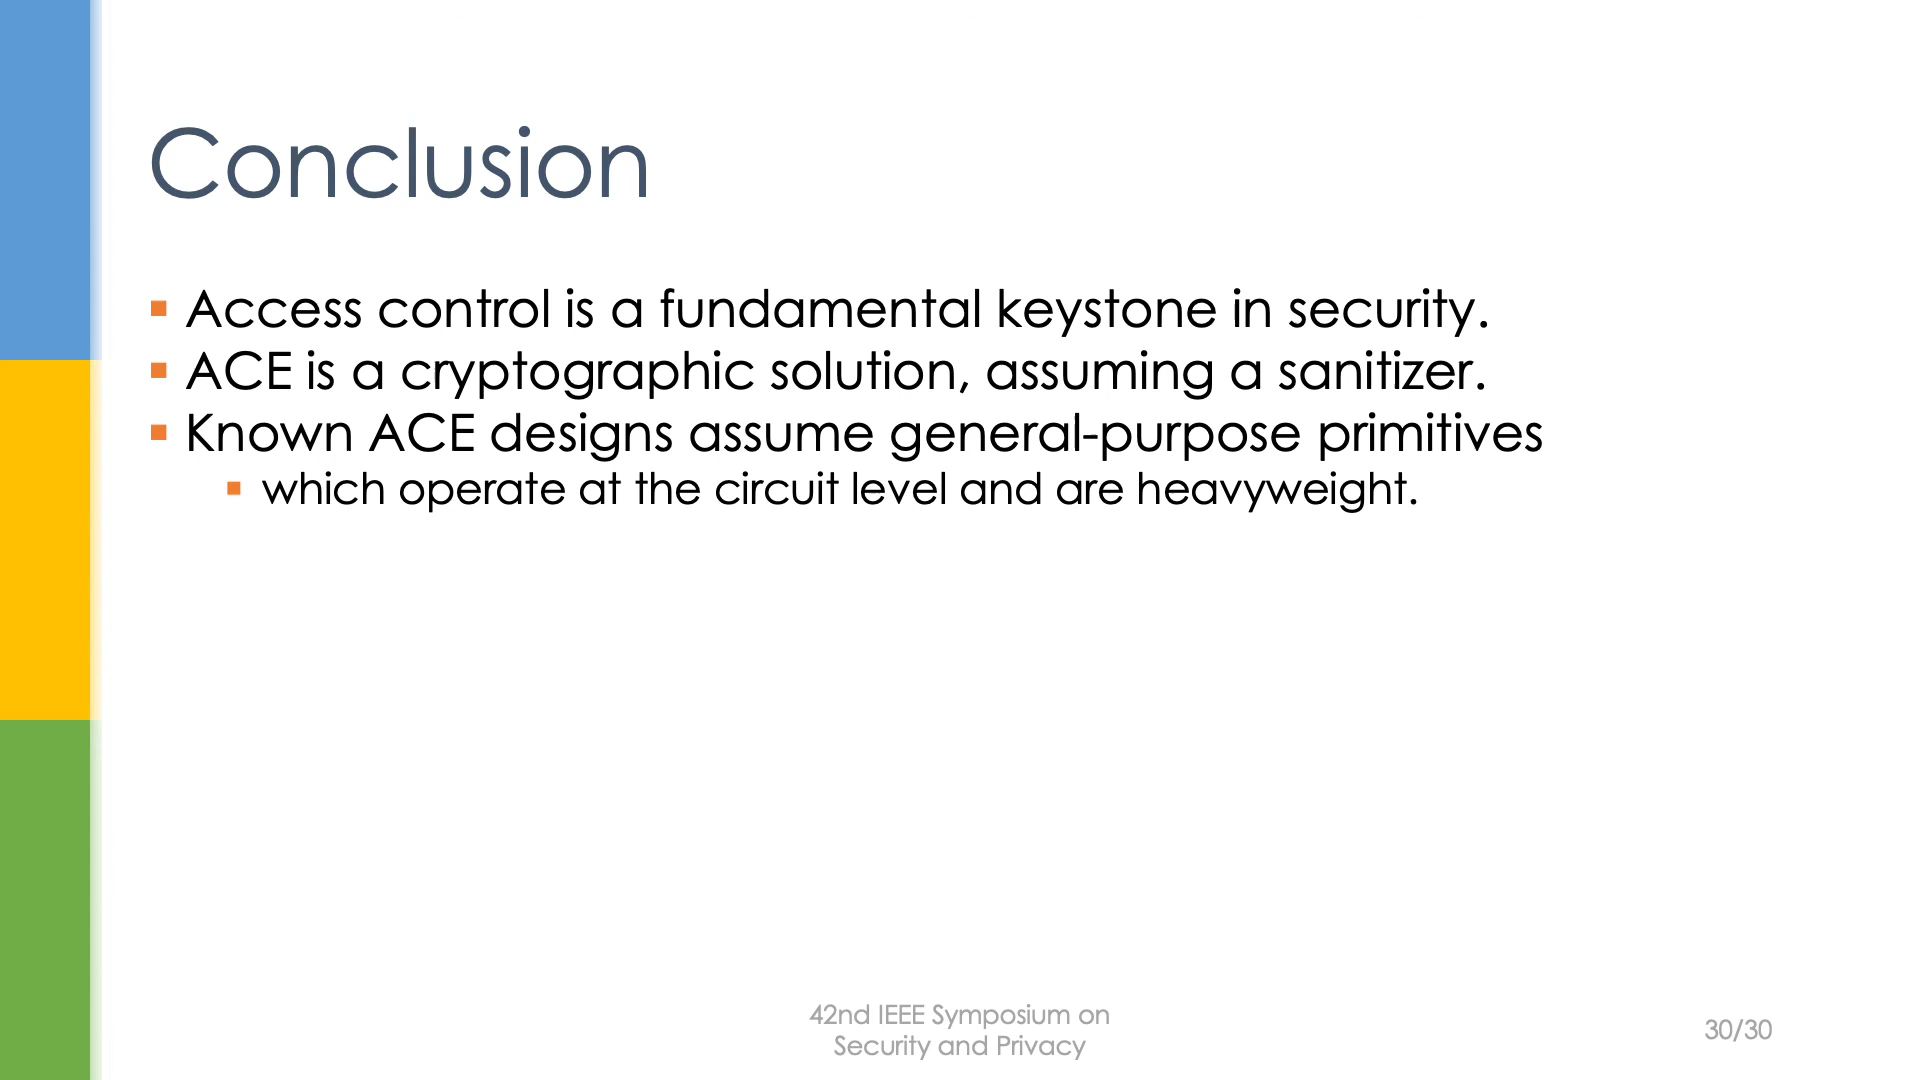 Conclusion
Access control is a fundamental keystone in security.
ACE is a cryptographic solution, assuming a sanitizer.
Known ACE designs assume general-purpose primitives
which operate at the circuit level and are heavyweight.
42nd IEEE Symposium on
Security and Privacy
30/30